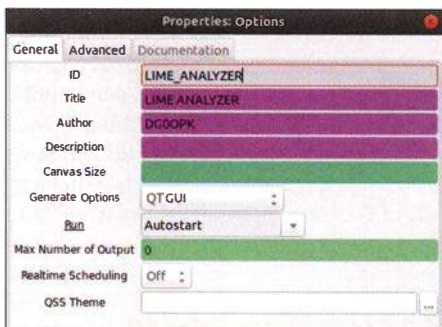 Properties: Options
General Advanced Documentation
ID LIME_ANALYZER
Title LIME ANALYZER
Author DG0OPK
Description
Canvas Size
Generate Options QT GUI
Run Autostart
Max Number of Output 0
Realtime Scheduling Off
QSS Theme ...